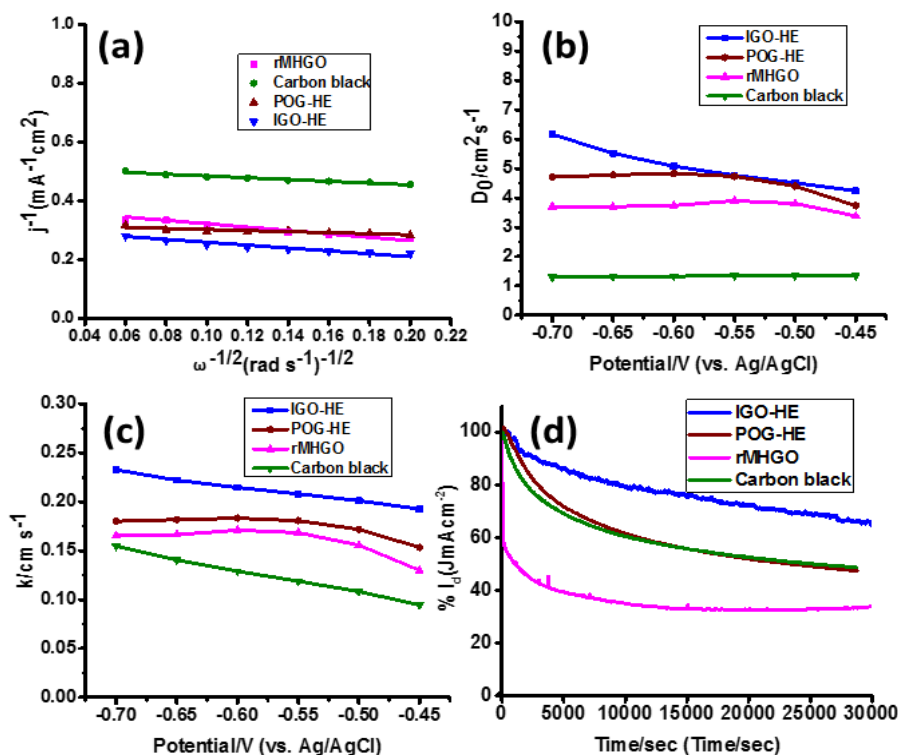 (a)
rMHGO
Carbon black
POG-HE
IGO-HE
j⁻¹(mA⁻¹cm²)
1.0
0.8
0.6
0.4
0.2
0.0
0.04 0.06 0.08 0.10 0.12 0.14 0.16 0.18 0.20 0.22
ω⁻¹/²(rad s⁻¹)⁻¹/²
(b)
IGO-HE
POG-HE
rMHGO
Carbon black
D₀/cm²s⁻¹
10
9
8
7
6
5
4
3
2
1
0
-0.70 -0.65 -0.60 -0.55 -0.50 -0.45
Potential/V (vs. Ag/AgCl)
(c)
IGO-HE
POG-HE
rMHGO
Carbon black
k/cm s⁻¹
0.30
0.25
0.20
0.15
0.10
0.05
0.00
-0.70 -0.65 -0.60 -0.55 -0.50 -0.45
Potential/V (vs. Ag/AgCl)
(d)
IGO-HE
POG-HE
rMHGO
Carbon black
% I_d(JmAcm⁻²)
100
80
60
40
20
0
0 5000 10000 15000 20000 25000 30000
Time/sec (Time/sec)